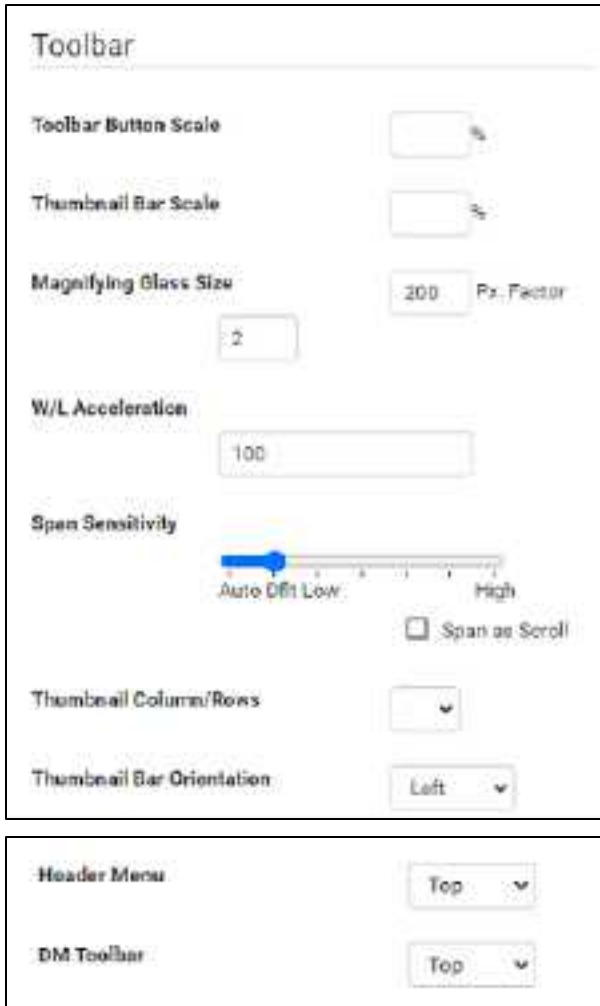 Toolbar
Toolbar Button Scale %
Thumbnail Bar Scale %
Magnifying Glass Size 200 Px. Factor
2
W/L Acceleration
100
Span Sensitivity
Auto Dflt Low High
Span as Scroll
Thumbnail Column/Rows
Thumbnail Bar Orientation Left
Header Menu Top
DM Toolbar Top